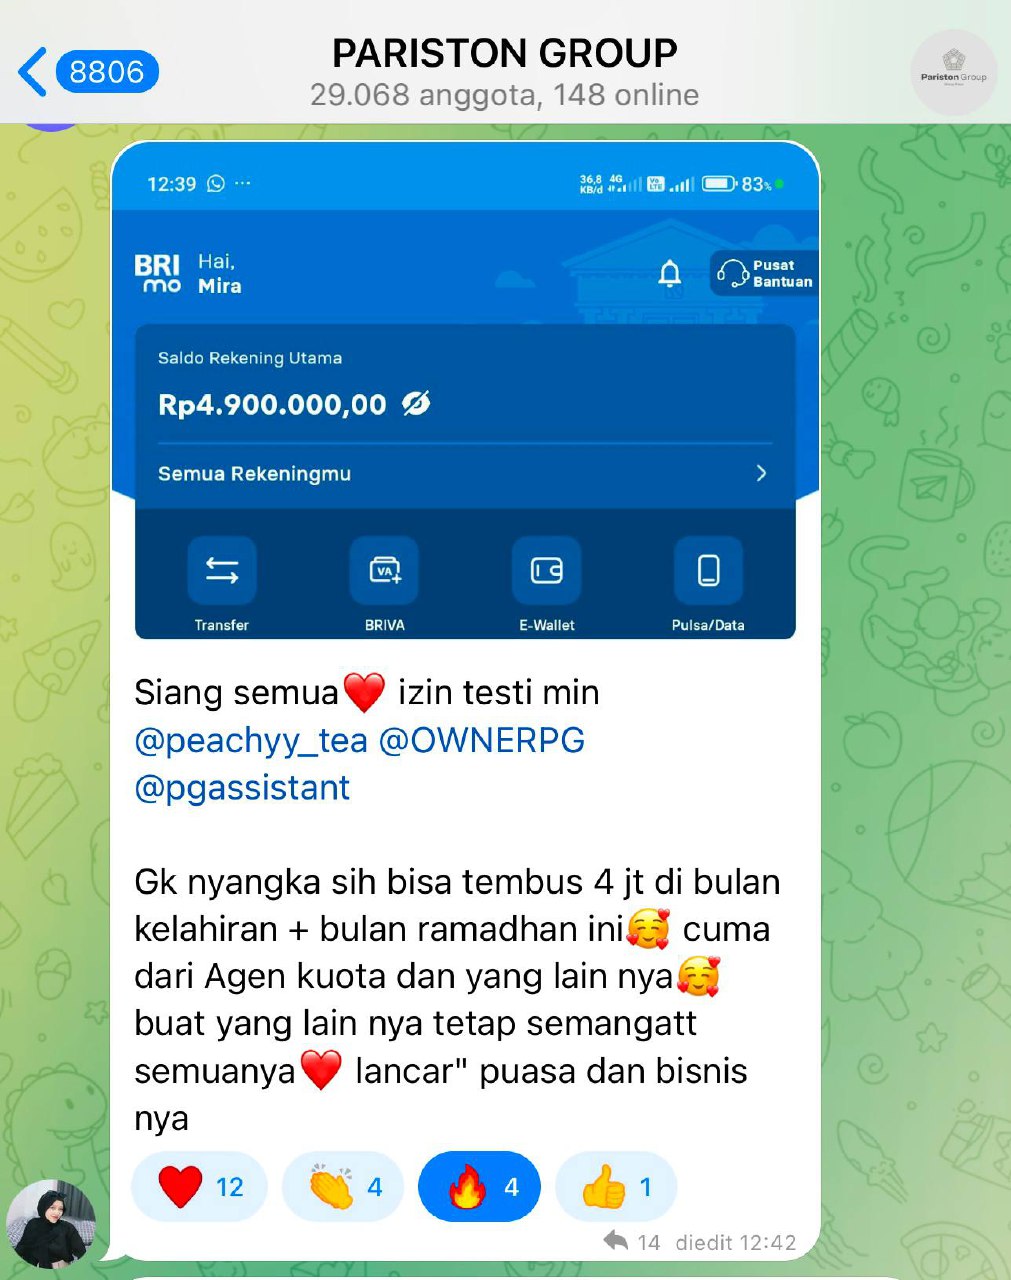 8806
PARISTON GROUP
29.068 anggota, 148 online
Pariston Group
12:39
36,8 KB/d 4G Vo LTE 83%
BRI mo
Hai,
Mira
Pusat
Bantuan
Saldo Rekening Utama
Rp4.900.000,00
Semua Rekeningmu
VA
Transfer BRIVA E-Wallet Pulsa/Data
Siang semua❤️ izin testi min
@peachyy_tea @OWNERPG
@pgassistant
Gk nyangka sih bisa tembus 4 jt di bulan
kelahiran + bulan ramadhan ini🥰 cuma
dari Agen kuota dan yang lain nya🥰
buat yang lain nya tetap semangatt
semuanya❤️ lancar" puasa dan bisnis
nya
❤️ 12 👏 4 🔥 4 👍 1
14 diedit 12:42